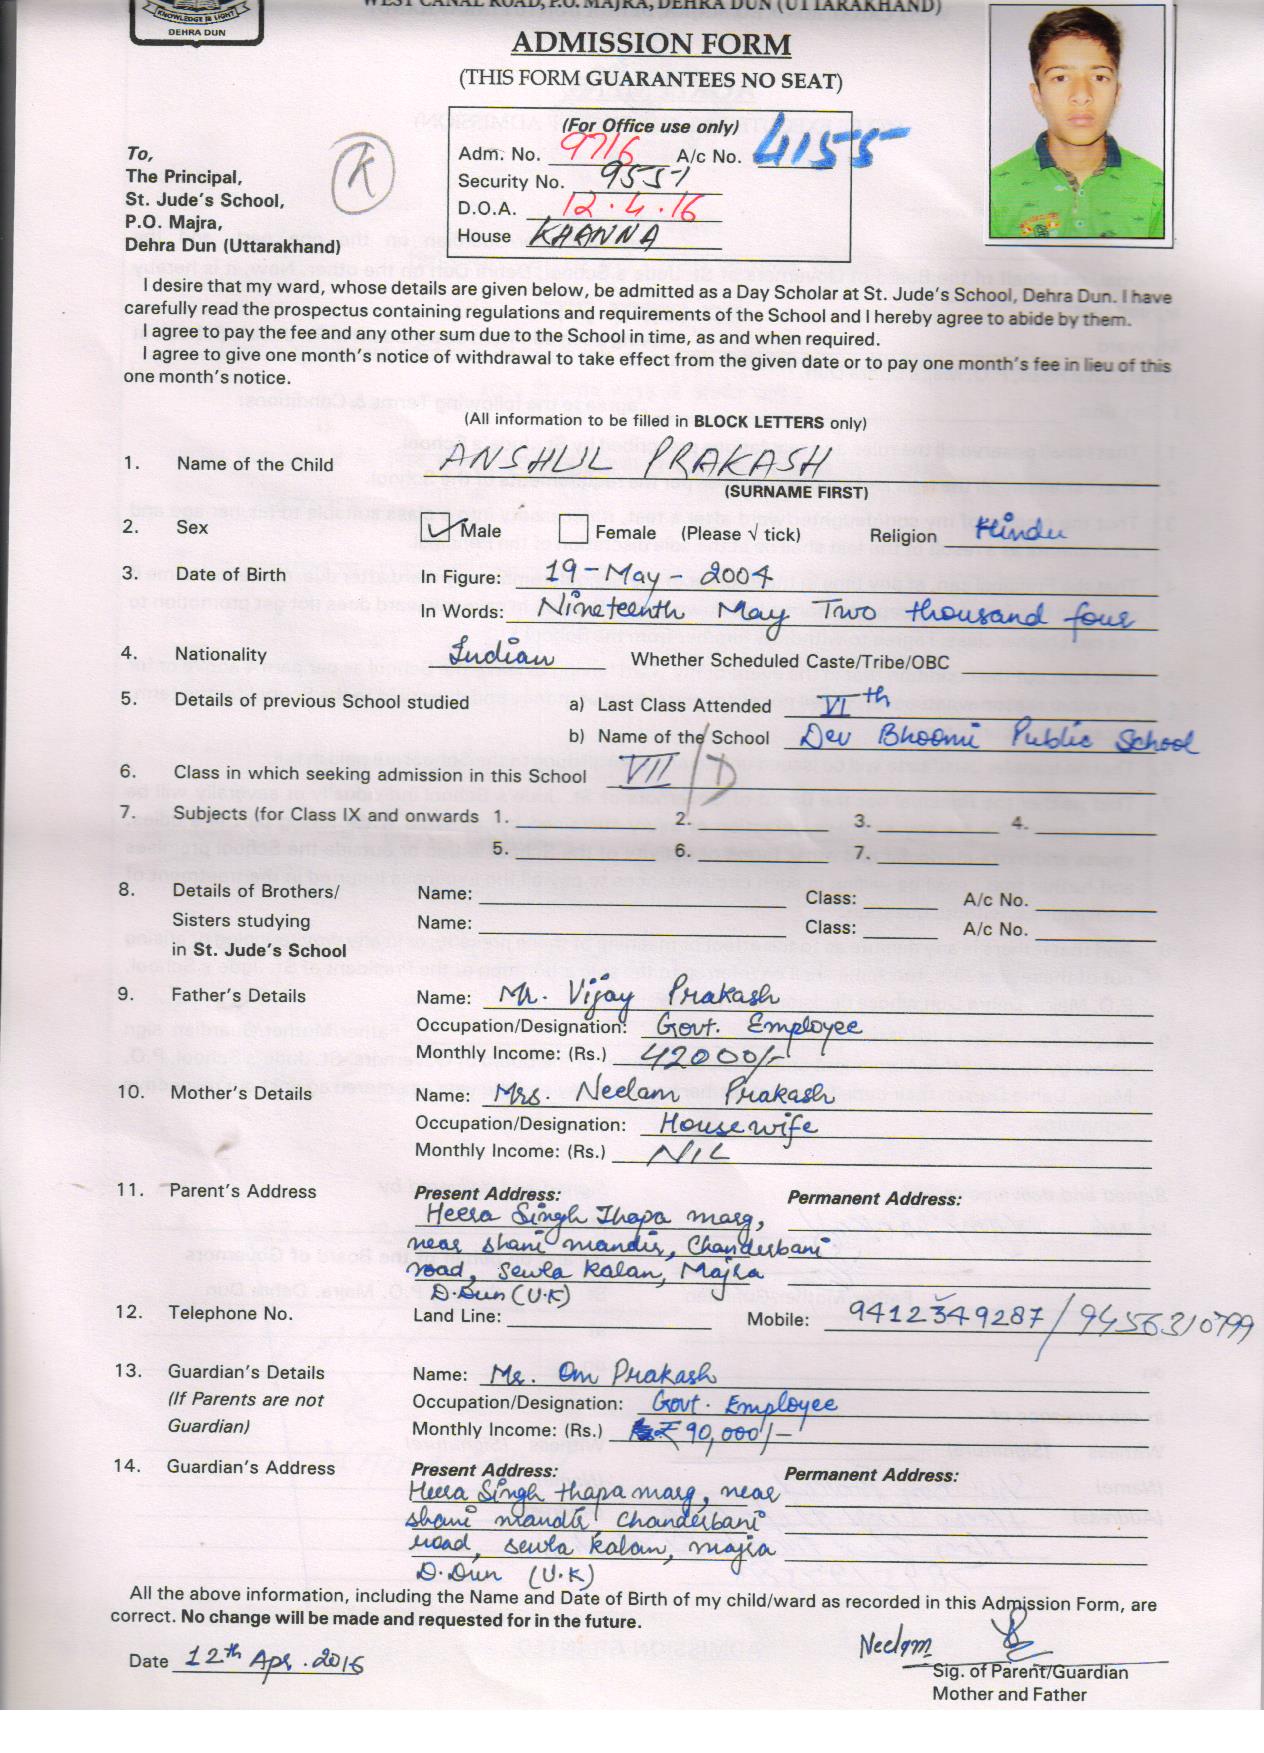 KNOWLEDGE IS LIGHT
DEHRA DUN
WEST CANAL ROAD, P.O. MAJRA, DEHRA DUN (UTTARAKHAND)
ADMISSION FORM
(THIS FORM GUARANTEES NO SEAT)
(For Office use only)
Adm. No. 9716 A/c No. 4155
Security No. 9551
D.O.A. 12.4.16
House KHANNA
K
To,
The Principal,
St. Jude's School,
P.O. Majra,
Dehra Dun (Uttarakhand)
I desire that my ward, whose details are given below, be admitted as a Day Scholar at St. Jude's School, Dehra Dun. I have
carefully read the prospectus containing regulations and requirements of the School and I hereby agree to abide by them.
I agree to pay the fee and any other sum due to the School in time, as and when required.
I agree to give one month's notice of withdrawal to take effect from the given date or to pay one month's fee in lieu of this
one month's notice.
(All information to be filled in BLOCK LETTERS only)
1. Name of the Child ANSHUL PRAKASH
(SURNAME FIRST)
2. Sex Male Female (Please √ tick) Religion Hindu
3. Date of Birth In Figure: 19-May-2004
In Words: Nineteenth May Two thousand four
4. Nationality Indian Whether Scheduled Caste/Tribe/OBC
5. Details of previous School studied a) Last Class Attended VIth
b) Name of the School Dev Bhoomi Public School
6. Class in which seeking admission in this School VII/D
7. Subjects (for Class IX and onwards 1. 2. 3. 4.
5. 6. 7.
8. Details of Brothers/ Name: Class: A/c No.
Sisters studying Name: Class: A/c No.
in St. Jude's School
9. Father's Details Name: Mr. Vijay Prakash
Occupation/Designation: Govt. Employee
Monthly Income: (Rs.) 42000/-
10. Mother's Details Name: Mrs. Neelam Prakash
Occupation/Designation: Housewife
Monthly Income: (Rs.) NIL
11. Parent's Address Present Address: Permanent Address:
Heera Singh Thapa marg,
near shani mandir, Chanderbani
road, sewla kalan, Majra
D.Dun (U.K)
12. Telephone No. Land Line: Mobile: 9412349287/9456310799
13. Guardian's Details Name: Mr. Om Prakash
(If Parents are not Occupation/Designation: Govt. Employee
Guardian) Monthly Income: (Rs.) ₹ 90,000/-
14. Guardian's Address Present Address: Permanent Address:
Heera Singh thapa marg, near
shani mandir, Chanderbani
road, sewla kalan, majra
D.Dun (U.K)
All the above information, including the Name and Date of Birth of my child/ward as recorded in this Admission Form, are
correct. No change will be made and requested for in the future.
Neelam
Date 12th Apr. 2016
Sig. of Parent/Guardian
Mother and Father